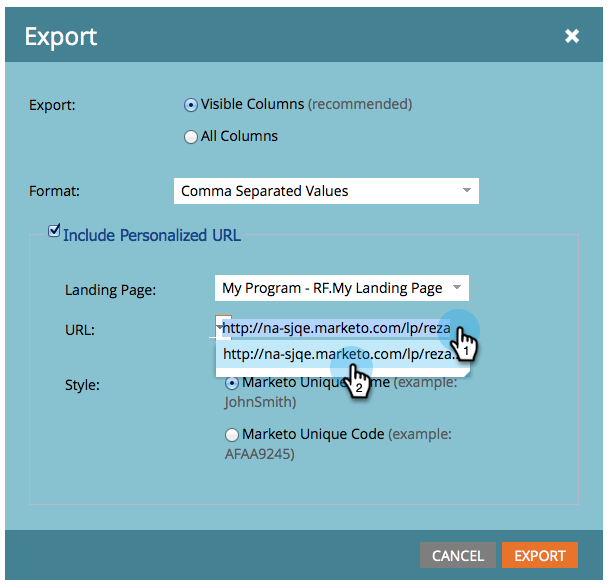 Export
Export: Visible Columns (recommended)
All Columns
Format: Comma Separated Values
Include Personalized URL
Landing Page: My Program - RF.My Landing Page
URL: http://na-sjqe.marketo.com/lp/reza
1
http://na-sjqe.marketo.com/lp/reza...
2
Style: Marketo Unique (example:
JohnSmith)
Marketo Unique Code (example:
AFAA9245)
CANCEL EXPORT